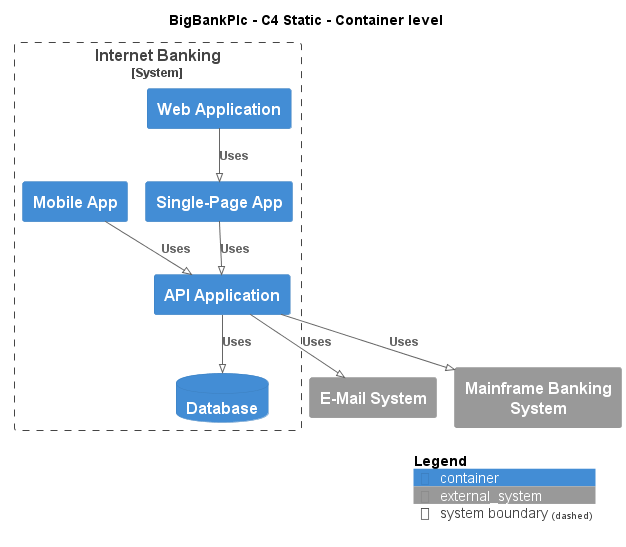 BigBankPlc - C4 Static - Container level
Internet Banking
[System]
Web Application
Uses
Mobile App
Single-Page App
Uses
Uses
API Application
Uses
Uses
Uses
Database
E-Mail System
Mainframe Banking
System
Legend
container
external_system
system boundary (dashed)